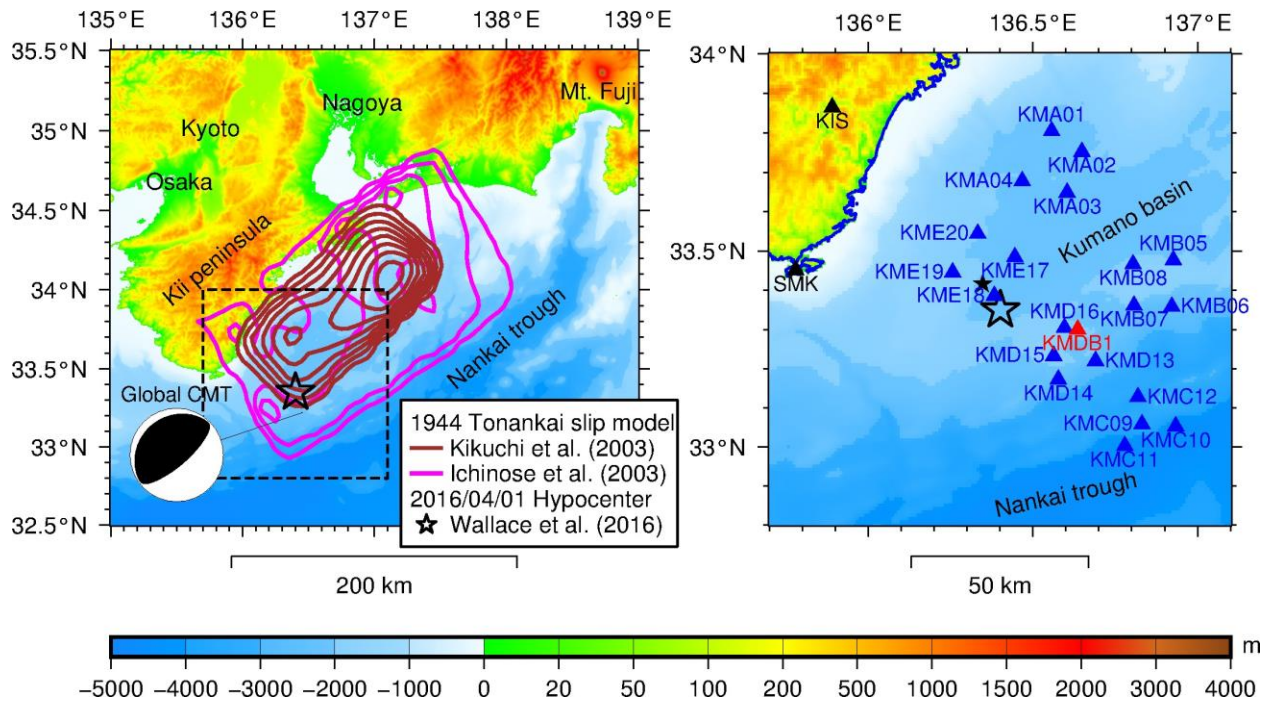 135°E 136°E 137°E 138°E 139°E
35.5°N
35°N
34.5°N
34°N
33.5°N
33°N
32.5°N
Mt. Fuji
Nagoya
Kyoto
Osaka
Kii peninsula
Nankai trough
Global CMT
1944 Tonankai slip model
Kikuchi et al. (2003)
Ichinose et al. (2003)
2016/04/01 Hypocenter
Wallace et al. (2016)
200 km
136°E 136.5°E 137°E
34°N
33.5°N
33°N
KIS
KMA01
KMA02
KMA04
KMA03
Kumano basin
KME20
KMB05
KME19
KME17
KMB08
SMK
KME18
KMD16
KMB06
KMB07
KMDB1
KMD15
KMD13
KMD14
KMC12
KMC09
KMC10
KMC11
Nankai trough
50 km
m
−5000 −4000 −3000 −2000 −1000 0 20 50 100 200 500 1000 1500 2000 3000 4000